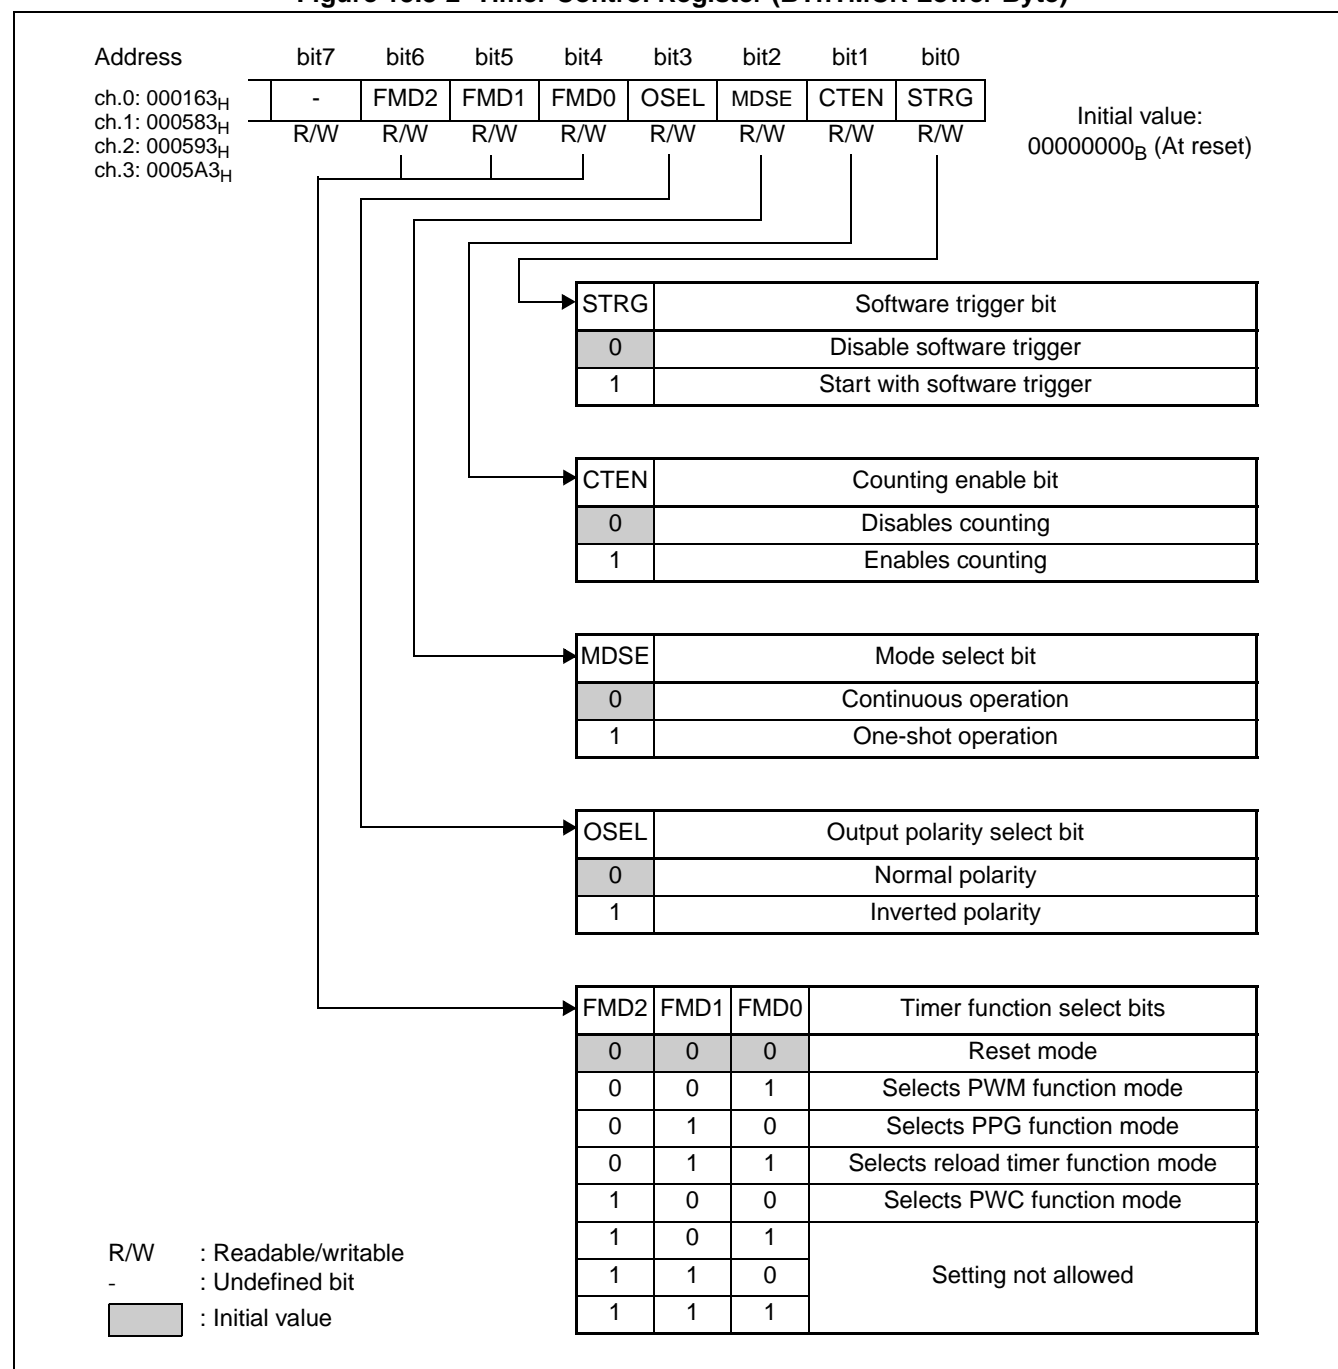 Address bit7 bit6 bit5 bit4 bit3 bit2 bit1 bit0
ch.0: 000163H - FMD2 FMD1 FMD0 OSEL MDSE CTEN STRG
ch.1: 000583H R/W R/W R/W R/W R/W R/W R/W R/W
ch.2: 000593H
ch.3: 0005A3H
Initial value:
00000000B (At reset)
STRG Software trigger bit
0 Disable software trigger
1 Start with software trigger
CTEN Counting enable bit
0 Disables counting
1 Enables counting
MDSE Mode select bit
0 Continuous operation
1 One-shot operation
OSEL Output polarity select bit
0 Normal polarity
1 Inverted polarity
FMD2 FMD1 FMD0 Timer function select bits
0 0 0 Reset mode
0 0 1 Selects PWM function mode
0 1 0 Selects PPG function mode
0 1 1 Selects reload timer function mode
1 0 0 Selects PWC function mode
1 0 1
1 1 0 Setting not allowed
1 1 1
R/W : Readable/writable
- : Undefined bit
: Initial value